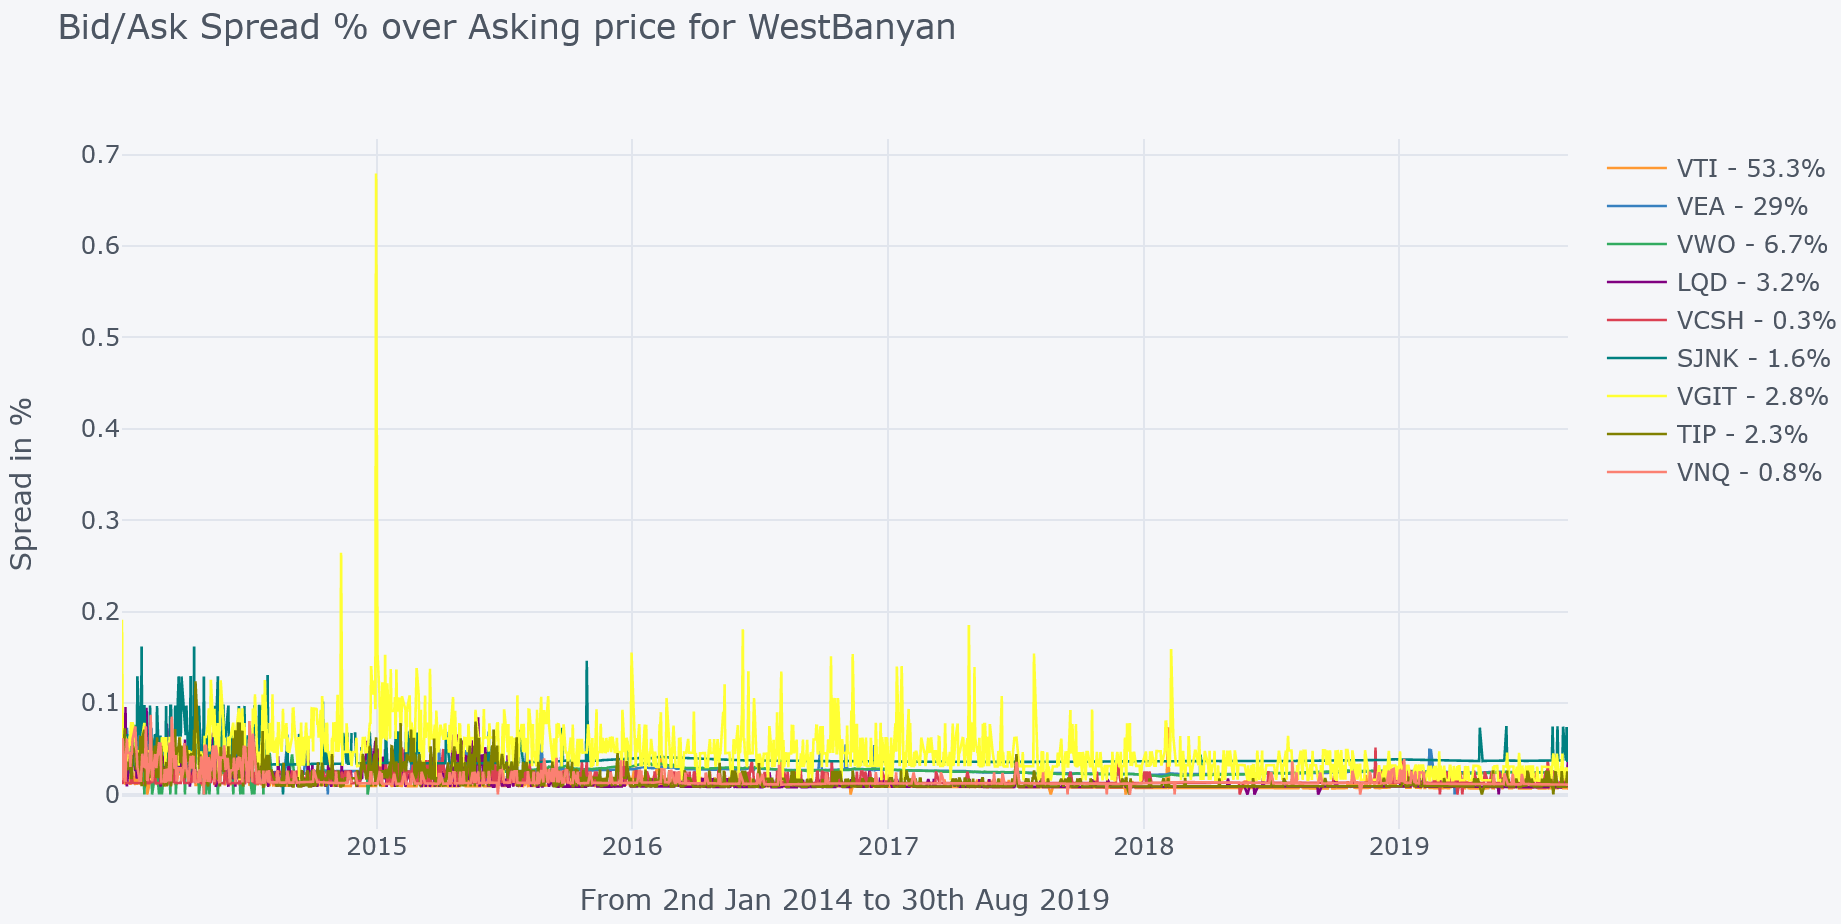 Bid/Ask Spread % over Asking price for WestBanyan
Spread in %
0.7
0.6
0.5
0.4
0.3
0.2
0.1
0
2015
2016
2017
2018
2019
From 2nd Jan 2014 to 30th Aug 2019
VTI - 53.3%
VEA - 29%
VWO - 6.7%
LQD - 3.2%
VCSH - 0.3%
SJNK - 1.6%
VGIT - 2.8%
TIP - 2.3%
VNQ - 0.8%